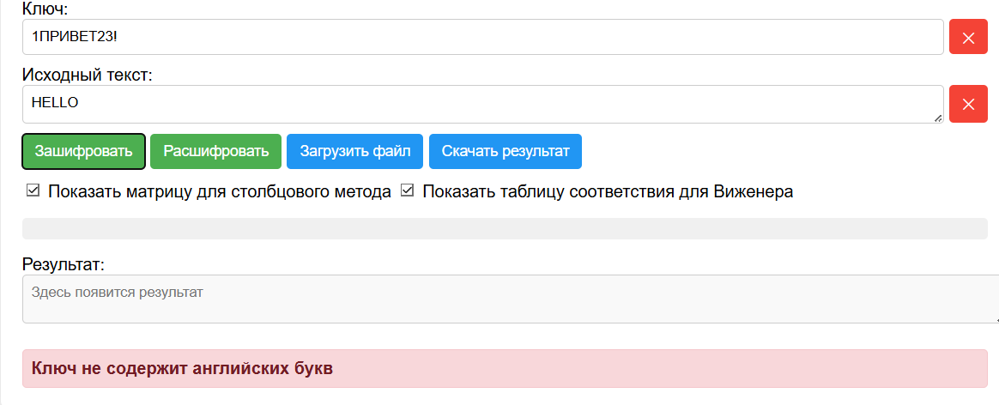 Ключ:
1ПРИВЕТ23!
Исходный текст:
HELLO
Зашифровать Расшифровать Загрузить файл Скачать результат
Показать матрицу для столбцового метода Показать таблицу соответствия для Виженера
Результат:
Здесь появится результат
Ключ не содержит английских букв